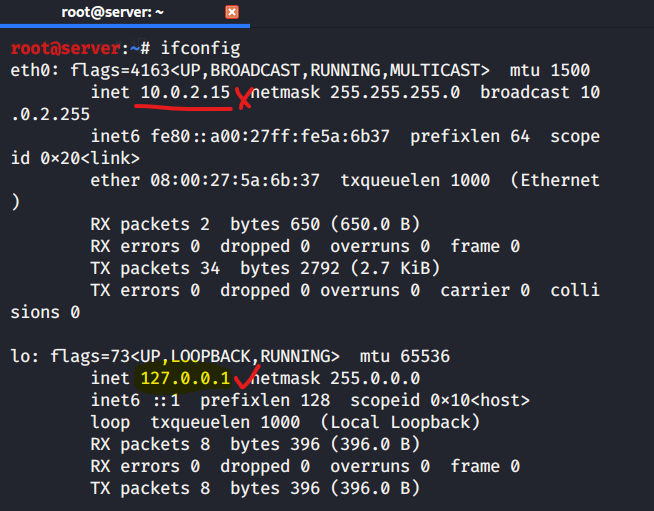 root@server: ~
root@server:~# ifconfig
eth0: flags=4163<UP,BROADCAST,RUNNING,MULTICAST>  mtu 1500
        inet 10.0.2.15  netmask 255.255.255.0  broadcast 10
.0.2.255
        inet6 fe80::a00:27ff:fe5a:6b37  prefixlen 64  scope
id 0×20<link>
        ether 08:00:27:5a:6b:37  txqueuelen 1000  (Ethernet
)
        RX packets 2  bytes 650 (650.0 B)
        RX errors 0  dropped 0  overruns 0  frame 0
        TX packets 34  bytes 2792 (2.7 KiB)
        TX errors 0  dropped 0 overruns 0  carrier 0  colli
sions 0
lo: flags=73<UP,LOOPBACK,RUNNING>  mtu 65536
        inet 127.0.0.1  netmask 255.0.0.0
        inet6 ::1  prefixlen 128  scopeid 0×10<host>
        loop  txqueuelen 1000  (Local Loopback)
        RX packets 8  bytes 396 (396.0 B)
        RX errors 0  dropped 0  overruns 0  frame 0
        TX packets 8  bytes 396 (396.0 B)